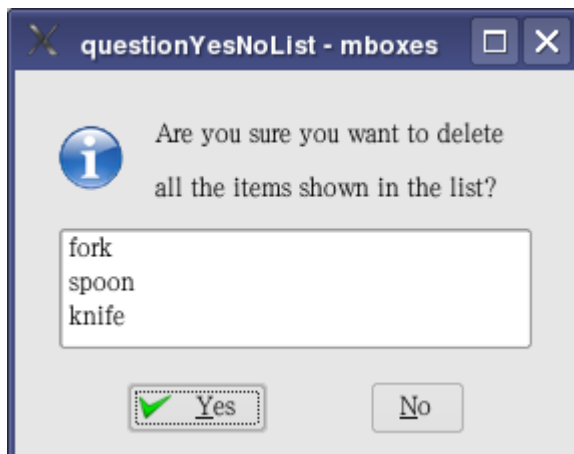 questionYesNoList - mboxes
Are you sure you want to delete
all the items shown in the list?
fork
spoon
knife
Yes
No